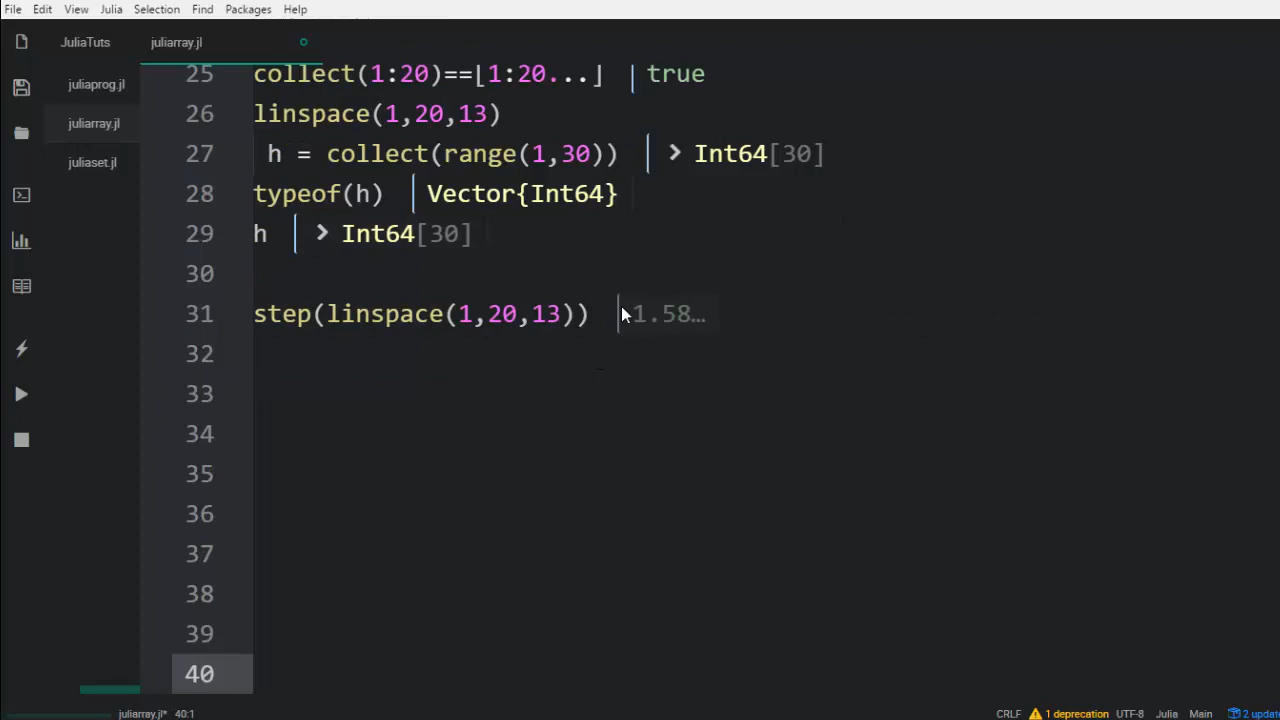 File Edit View Julia Selection Find Packages Help
JuliaTuts juliarray.jl
juliaprog.jl
juliarray.jl
juliaset.jl
25 collect(1:20)==[1:20...] true
26 linspace(1,20,13)
27 h = collect(range(1,30)) > Int64[30]
28 typeof(h) Vector{Int64}
29 h > Int64[30]
30
31 step(linspace(1,20,13)) 1.58…
32
33
34
35
36
37
38
39
40
juliarray.jl* 40:1 CRLF 1 deprecation UTF-8 Julia Main 2 updat